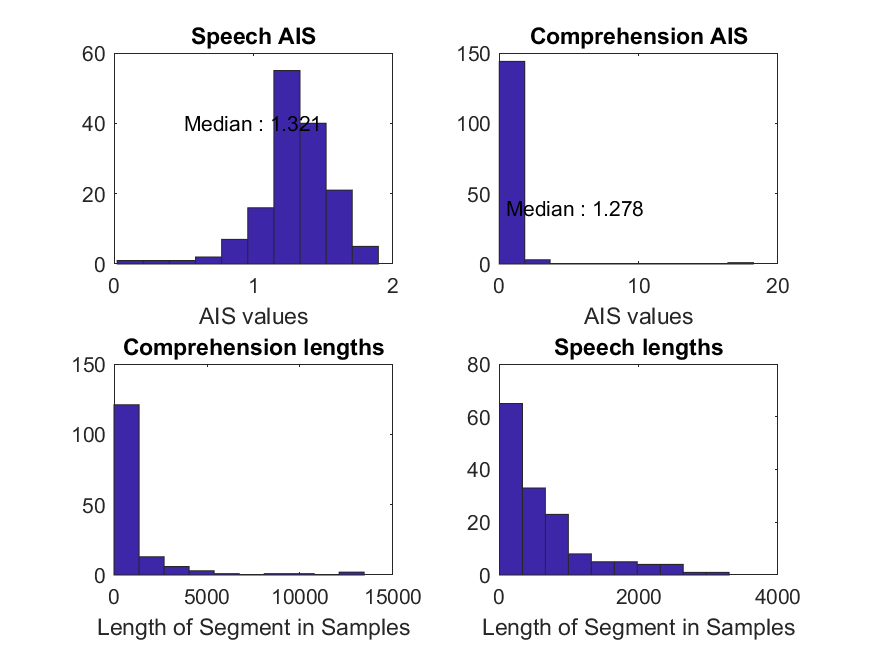 Speech AIS
60
40
20
0
Median : 1.321
0 1 2
AIS values
Comprehension AIS
150
100
50
0
Median : 1.278
0 10 20
AIS values
Comprehension lengths
150
100
50
0
0 5000 10000 15000
Length of Segment in Samples
Speech lengths
80
60
40
20
0
0 2000 4000
Length of Segment in Samples